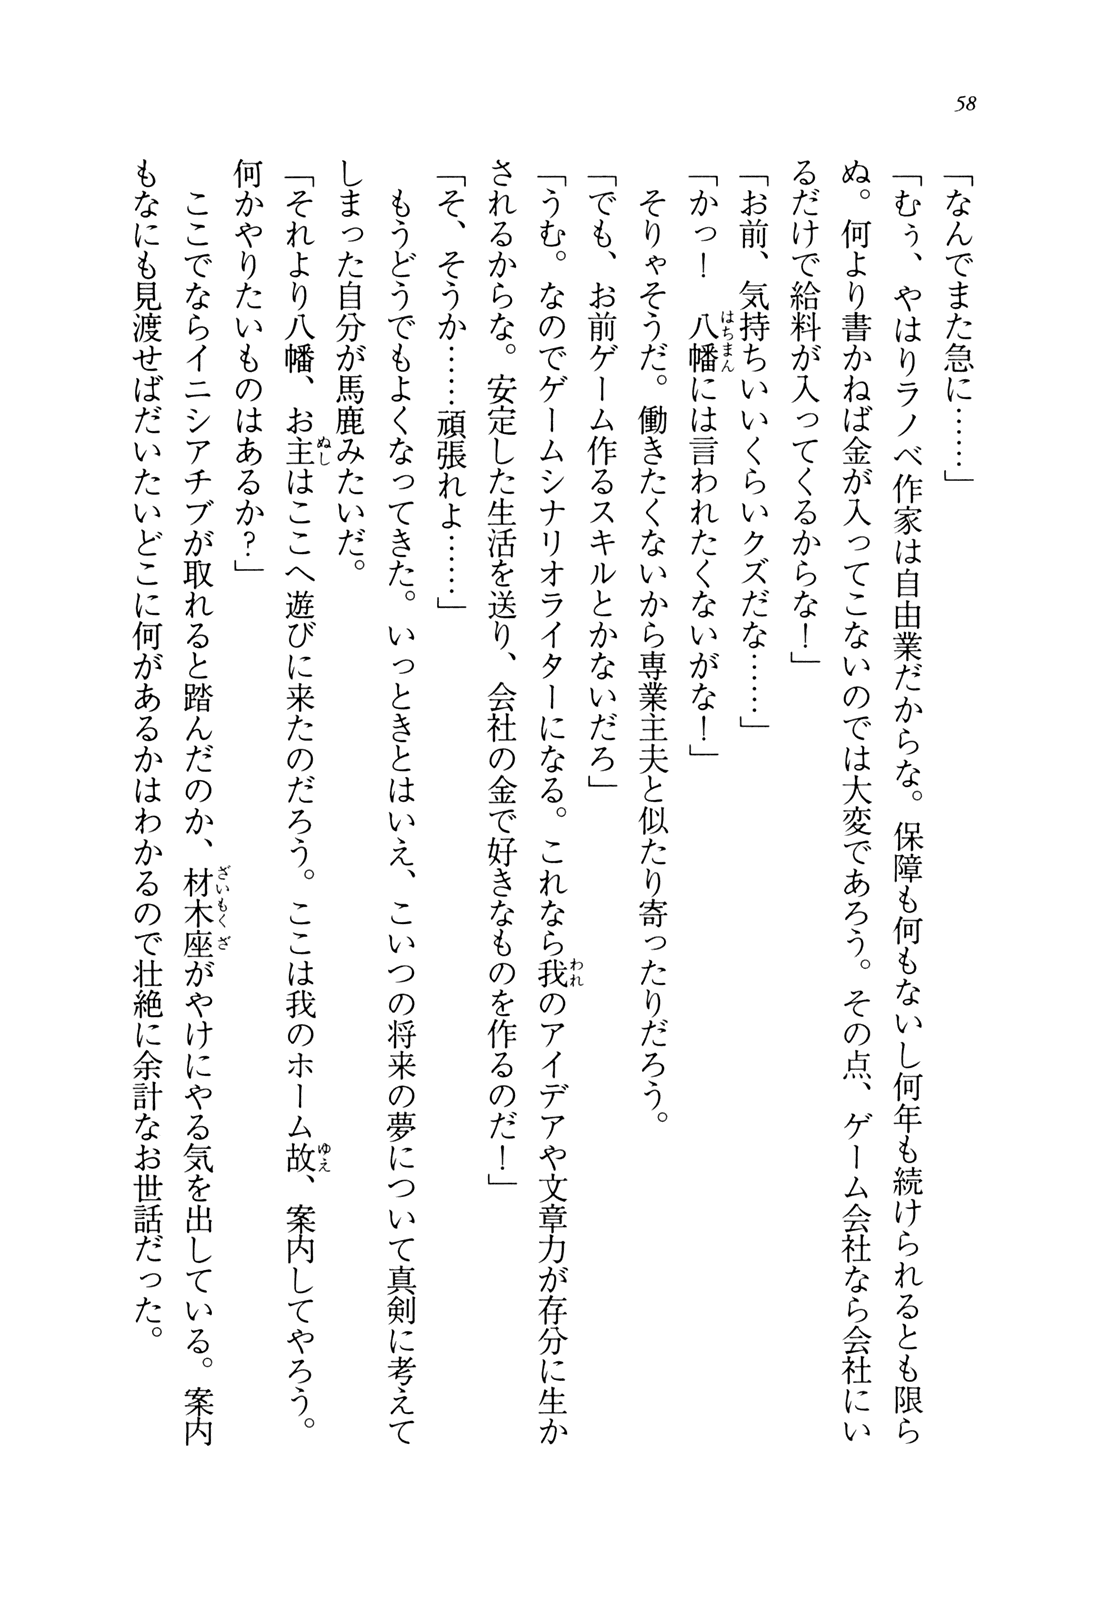 58
「なんでまた急に……」
「むぅ、やはりラノベ作家は自由業だからな。保障も何もないし何年も続けられるとも限ら
ぬ。何より書かねば金が入ってこないのでは大変であろう。その点、ゲーム会社なら会社にい
るだけで給料が入ってくるからな！」
「お前、気持ちいいくらいクズだな……」
「かっ！　八幡には言われたくないがな！」
はちまん
そりゃそうだ。働きたくないから専業主夫と似たり寄ったりだろう。
「でも、お前ゲーム作るスキルとかないだろ」
「うむ。なのでゲームシナリオライターになる。これなら我のアイデアや文章力が存分に生か
われ
されるからな。安定した生活を送り、会社の金で好きなものを作るのだ！」
「そ、そうか……頑張れよ……」
もうどうでもよくなってきた。いっときとはいえ、こいつの将来の夢について真剣に考えて
しまった自分が馬鹿みたいだ。
「それより八幡、お主はここへ遊びに来たのだろう。ここは我のホーム故、案内してやろう。
ぬし
ゆえ
何かやりたいものはあるか？」
ここでならイニシアチブが取れると踏んだのか、材木座がやけにやる気を出している。案内
ざいもくざ
もなにも見渡せばだいたいどこに何があるかはわかるので壮絶に余計なお世話だった。